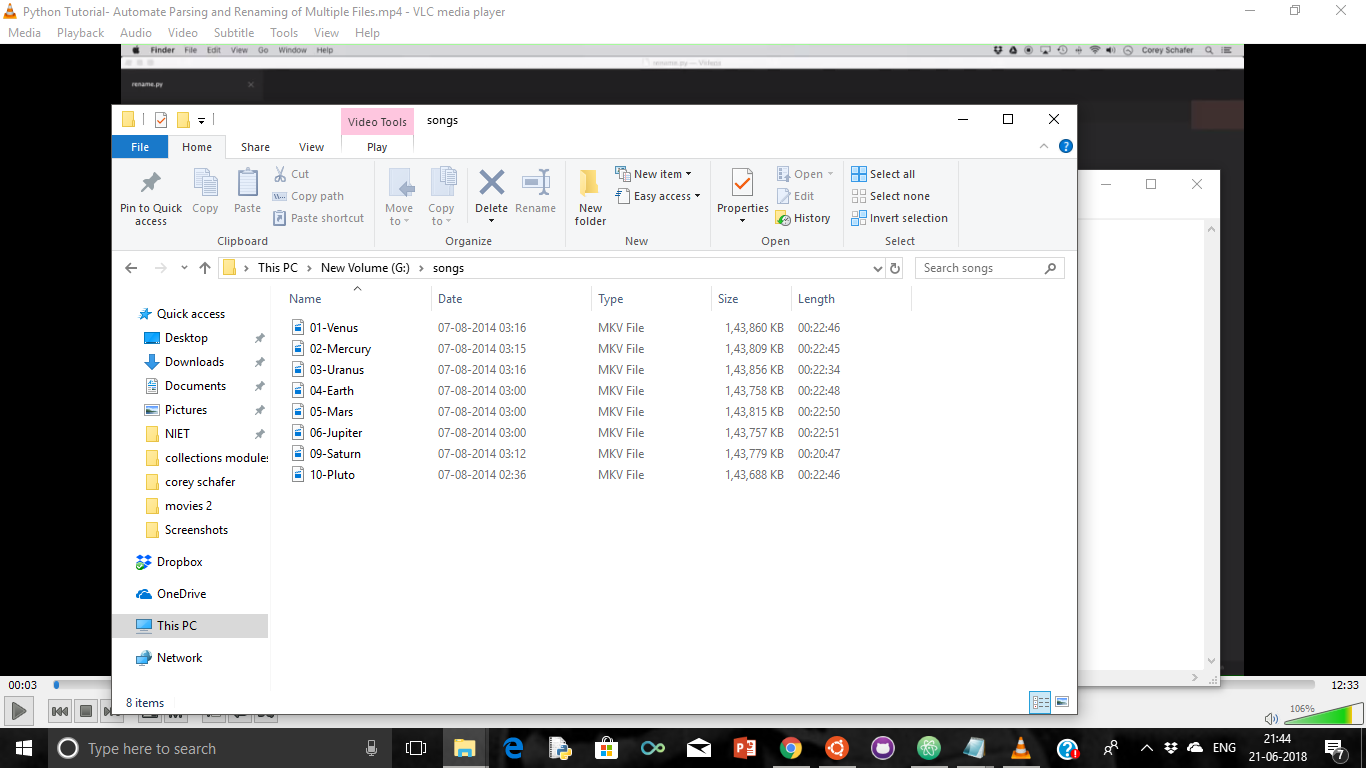 Python Tutorial- Automate Parsing and Renaming of Multiple Files.mp4 - VLC media player
Media Playback Audio Video Subtitle Tools View Help
Finder File Edit View Go Window Help Corey Schafer
rename.py
rename.py — Videos
Video Tools songs
File Home Share View Play
Pin to Quick access
Copy
Paste
Cut
Copy path
Paste shortcut
Clipboard
Move to
Copy to
Delete
Rename
Organize
New folder
New item
Easy access
New
Properties
Open
Edit
History
Open
Select all
Select none
Invert selection
Select
This PC New Volume (G:) songs
Search songs
Quick access
Desktop
Downloads
Documents
Pictures
NIET
collections modules
corey schafer
movies 2
Screenshots
Dropbox
OneDrive
This PC
Network
Name Date Type Size Length
01-Venus 07-08-2014 03:16 MKV File 1,43,860 KB 00:22:46
02-Mercury 07-08-2014 03:15 MKV File 1,43,809 KB 00:22:45
03-Uranus 07-08-2014 03:16 MKV File 1,43,856 KB 00:22:34
04-Earth 07-08-2014 03:00 MKV File 1,43,758 KB 00:22:48
05-Mars 07-08-2014 03:00 MKV File 1,43,815 KB 00:22:50
06-Jupiter 07-08-2014 03:00 MKV File 1,43,757 KB 00:22:51
09-Saturn 07-08-2014 03:12 MKV File 1,43,779 KB 00:20:47
10-Pluto 07-08-2014 02:36 MKV File 1,43,688 KB 00:22:46
8 items
00:03 12:33
106%
Type here to search
ENG
21:44
21-06-2018
7